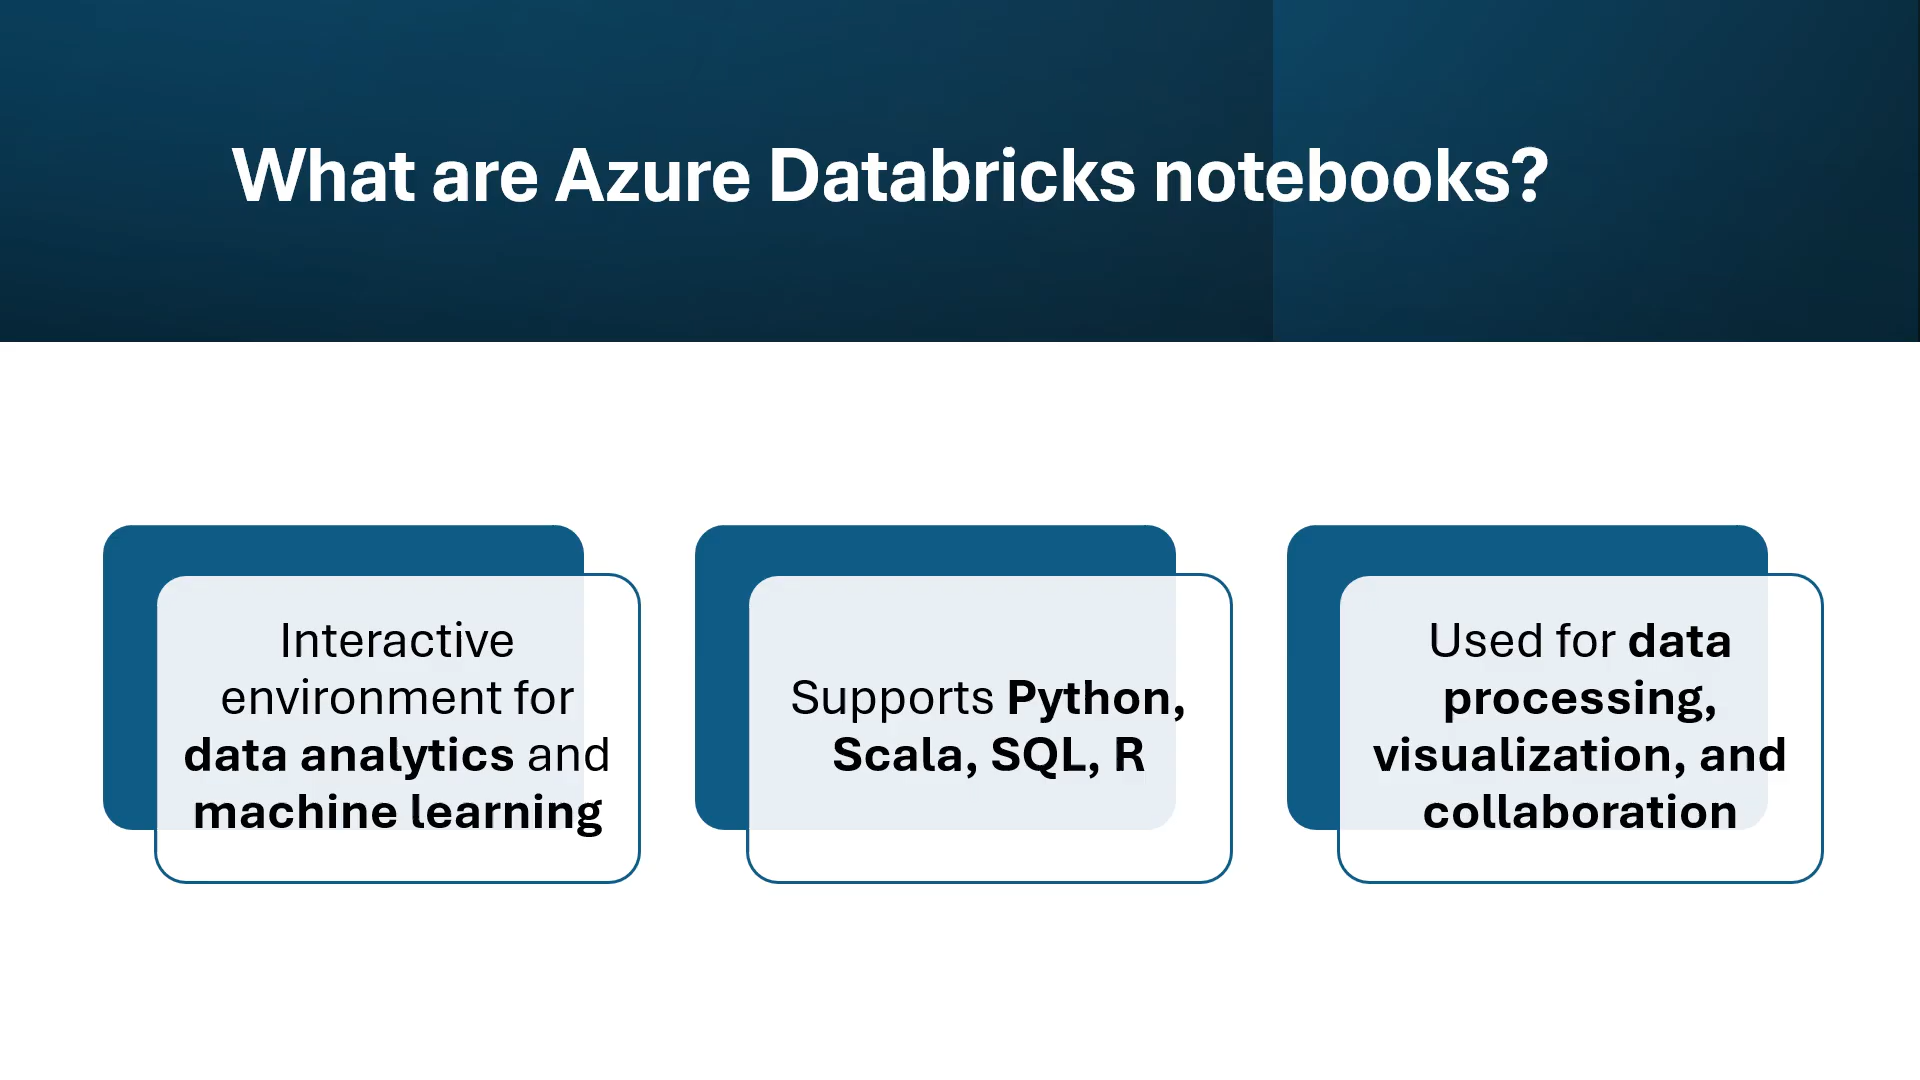 What are Azure Databricks notebooks?
Interactive
environment for
data analytics and
machine learning
Supports Python,
Scala, SQL, R
Used for data
processing,
visualization, and
collaboration